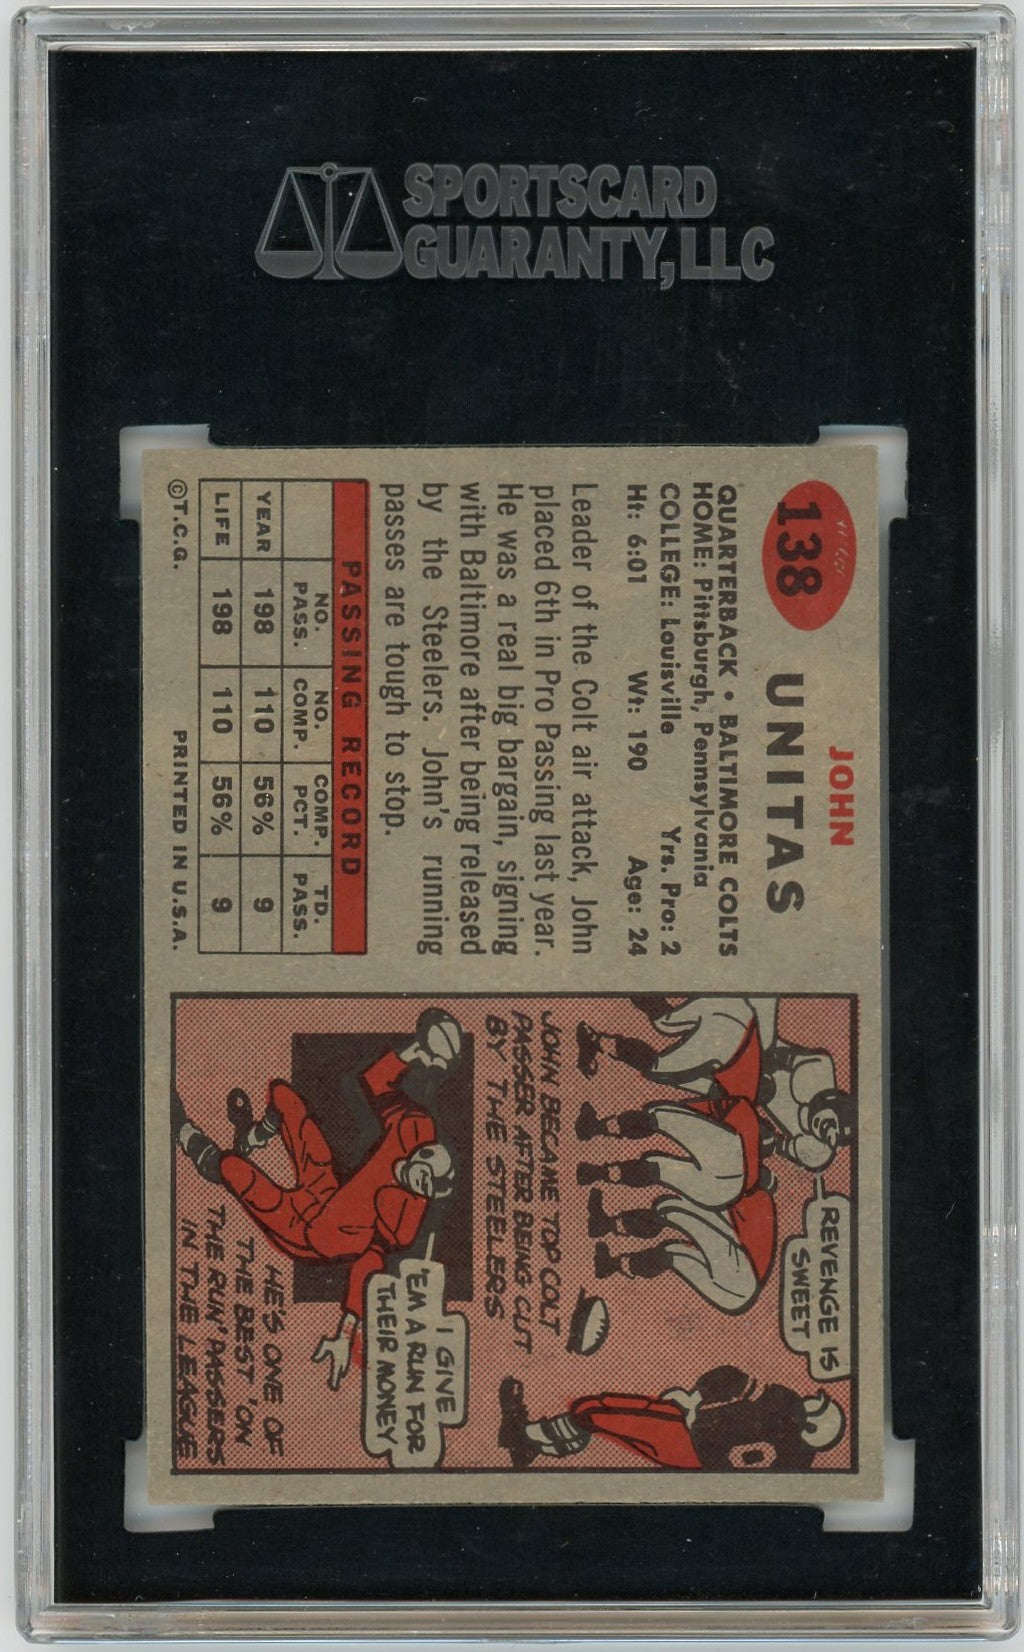 SPORTSCARD
GUARANTY, LLC
138
JOHN
UNITAS
QUARTERBACK • BALTIMORE COLTS
HOME: Pittsburgh, Pennsylvania
COLLEGE: Louisville Yrs. Pro: 2
Ht: 6:01 Wt: 190 Age: 24
Leader of the Colt air attack, John
placed 6th in Pro Passing last year.
He was a real big bargain, signing
with Baltimore after being released
by the Steelers. John's running
passes are tough to stop.
PASSING RECORD
NO. PASS. NO. COMP. COMP. PCT. TD. PASS.
YEAR 198 110 56% 9
LIFE 198 110 56% 9
©T.C.G. PRINTED IN U.S.A.
REVENGE IS
SWEET
JOHN BECAME TOP COLT
PASSER AFTER BEING CUT
BY THE STEELERS
0
I GIVE
'EM A RUN FOR
THEIR MONEY
HE'S ONE OF
THE BEST 'ON
THE RUN' PASSERS
IN THE LEAGUE